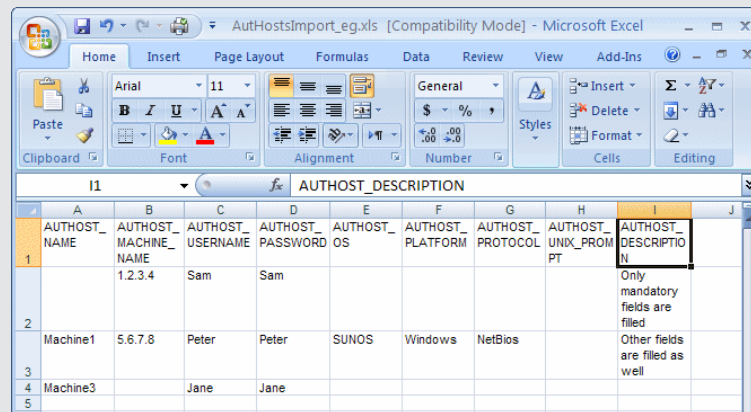 AutHostsImport_eg.xls [Compatibility Mode] - Microsoft Excel
Home Insert Page Layout Formulas Data Review View Add-Ins
Arial 11 General Σ
Paste B I U A A $ % , Styles Insert
Delete
Format
Clipboard Font Alignment Number Cells Editing
I1 fx AUTHOST_DESCRIPTION
A B C D E F G H I J
1 AUTHOST_ AUTHOST_ AUTHOST_ AUTHOST_ AUTHOST_ AUTHOST_ AUTHOST_ AUTHOST_ AUTHOST_
NAME MACHINE_ USERNAME PASSWORD OS PLATFORM PROTOCOL UNIX_PROM DESCRIPTIO
NAME PT N
2 1.2.3.4 Sam Sam Only
mandatory
fields are
filled
3 Machine1 5.6.7.8 Peter Peter SUNOS Windows NetBios Other fields
are filled as
well
4 Machine3 Jane Jane
5